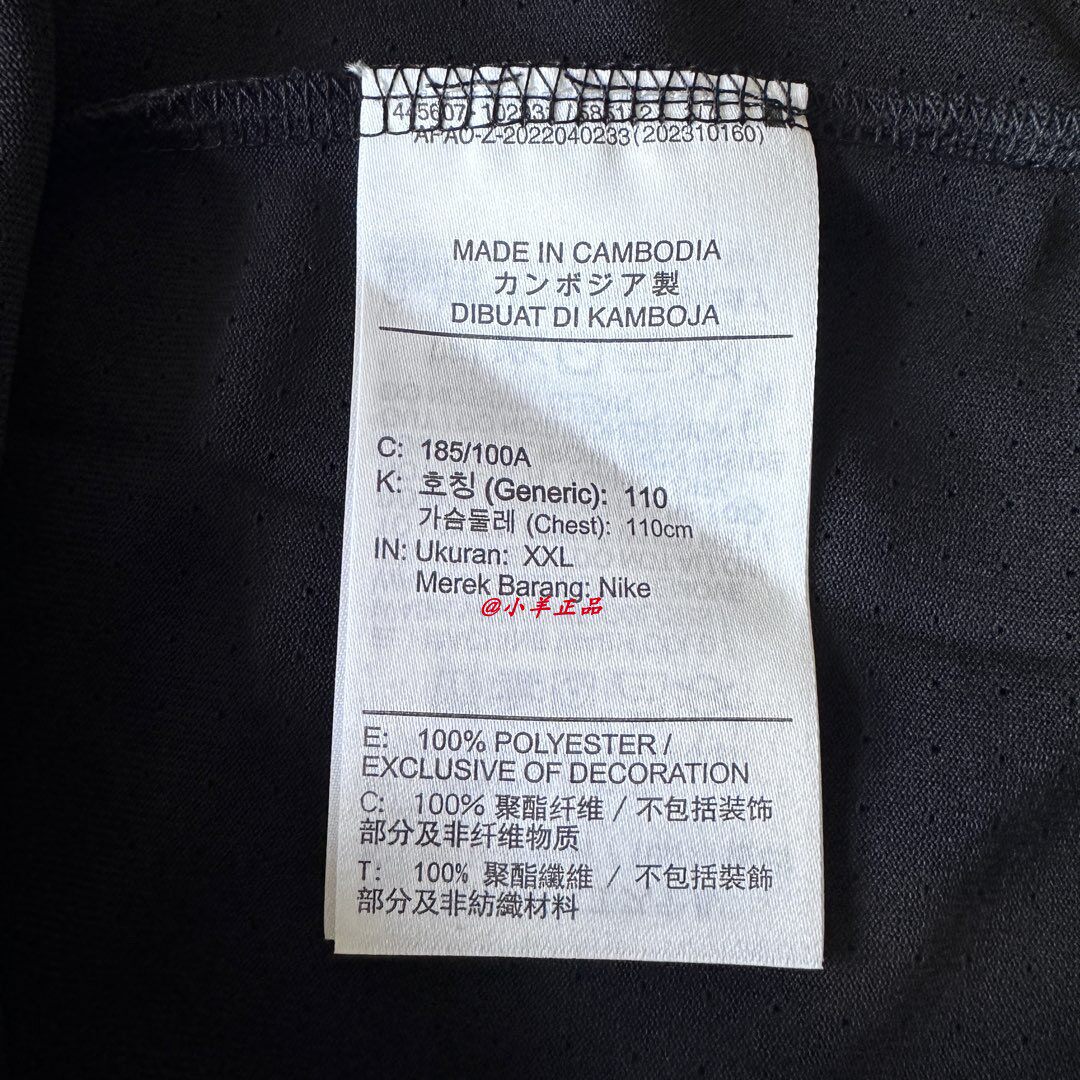 APAO-Z-2022040233(202310160)
MADE IN CAMBODIA
カンボジア製
DIBUAT DI KAMBOJA
C: 185/100A
K: 호칭 (Generic): 110
가슴둘레 (Chest): 110cm
IN: Ukuran: XXL
Merek Barang: Nike
@小羊正品
E: 100% POLYESTER /
EXCLUSIVE OF DECORATION
C: 100% 聚酯纤维 / 不包括装饰
部分及非纤维物质
T: 100% 聚酯纖維 / 不包括裝飾
部分及非紡織材料